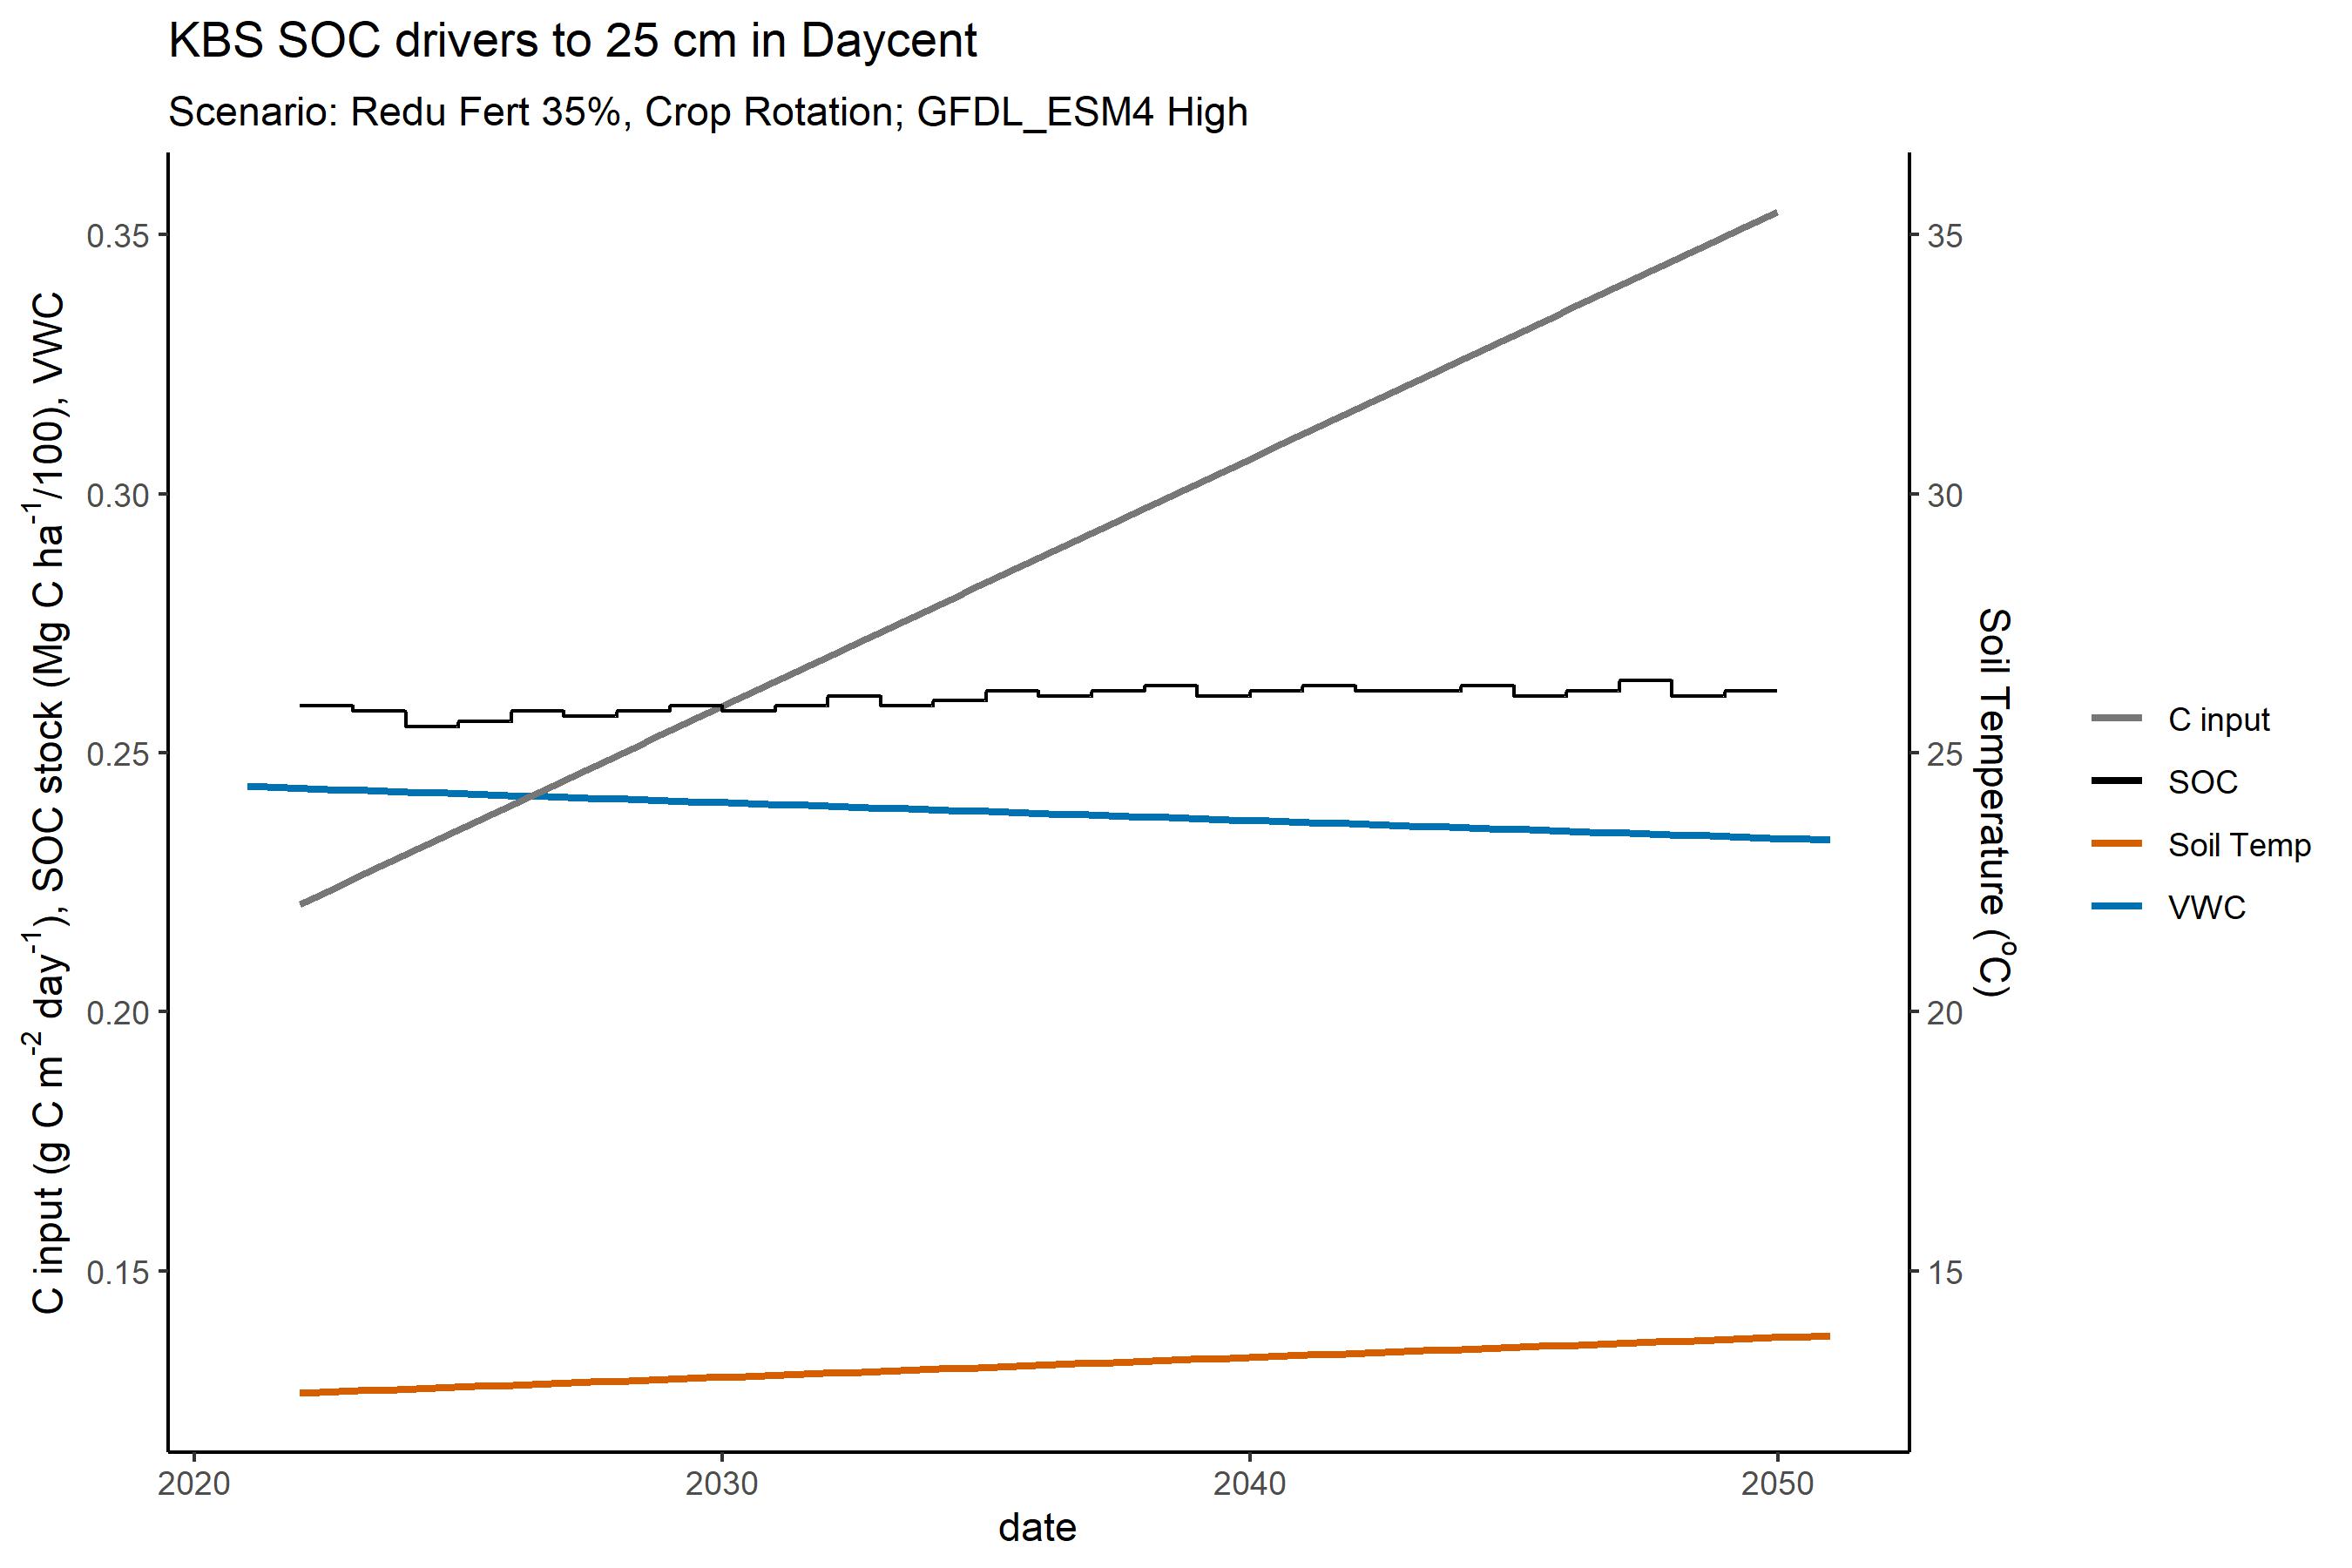 KBS SOC drivers to 25 cm in Daycent
Scenario: Redu Fert 35%, Crop Rotation; GFDL_ESM4 High
C input (g C m⁻² day⁻¹), SOC stock (Mg C ha⁻¹/100), VWC
0.35
0.30
0.25
0.20
0.15
35
30
25
20
15
Soil Temperature (ºC)
C input
SOC
Soil Temp
VWC
2020 2030 2040 2050
date